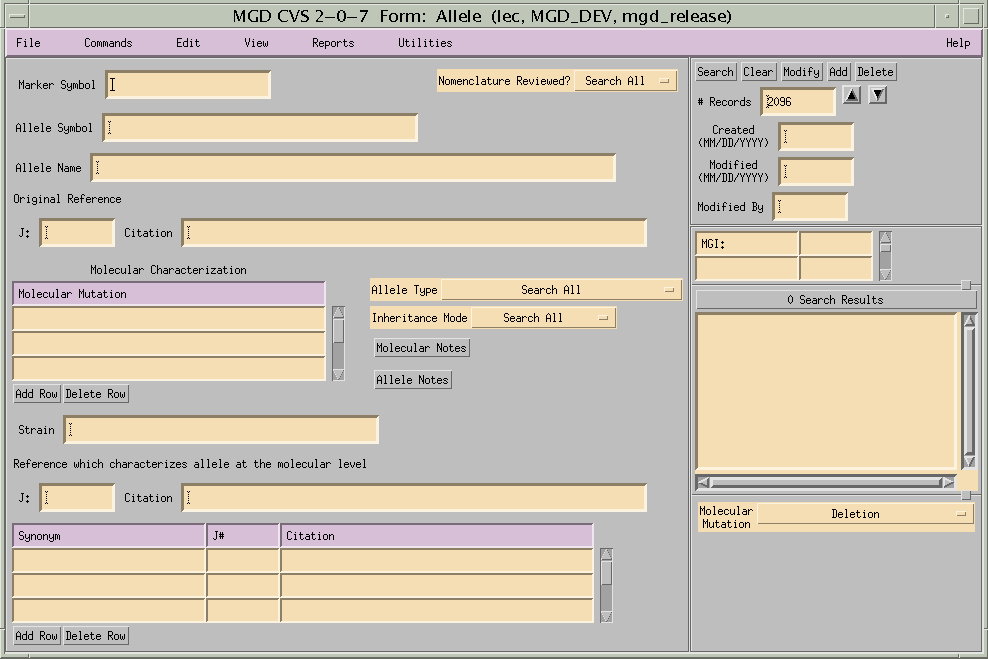 MGD CVS 2-0-7 Form: Allele (lec, MGD_DEV, mgd_release)
File Commands Edit View Reports Utilities Help
Marker Symbol
Nomenclature Reviewed? Search All
Allele Symbol
Allele Name
Original Reference
J: Citation
Molecular Characterization
Molecular Mutation
Allele Type Search All
Inheritance Mode Search All
Molecular Notes
Allele Notes
Add Row Delete Row
Strain
Reference which characterizes allele at the molecular level
J: Citation
Synonym J# Citation
Add Row Delete Row
Search Clear Modify Add Delete
# Records 2096
Created
(MM/DD/YYYY)
Modified
(MM/DD/YYYY)
Modified By
MGI:
0 Search Results
Molecular
Mutation
Deletion